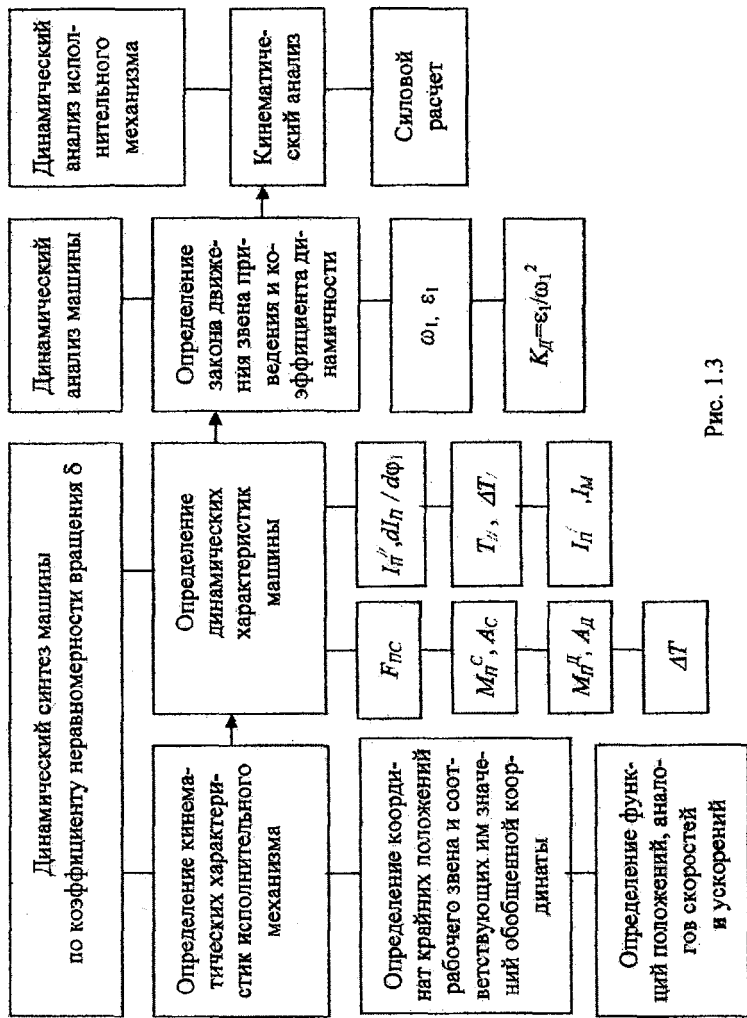 Динамический синтез машины
по коэффициенту неравномерности вращения δ
Определение кинема-
тических характери-
стик исполнительного
механизма
Определение коорди-
нат крайних положений
рабочего звена и соот-
ветствующих им значе-
ний обобщенной коор-
динаты
Определение функ-
ций положений, анало-
гов скоростей
и ускорений
Определение
динамических
характеристик
машины
F_ПС
M_П^С, A_С
M_П^Д, A_Д
ΔT
I_П^″, dI_П / dφ_1
T_II, ΔT_I
I_П^′, I_М
Динамический
анализ машины
Определение
закона движе-
ния звена при-
ведения и ко-
эффициента ди-
намичности
ω_1, ε_1
K_Д=ε_1/ω_1^2
Динамический
анализ испол-
нительного
механизма
Кинематиче-
ский анализ
Силовой
расчет
Рис. 1.3